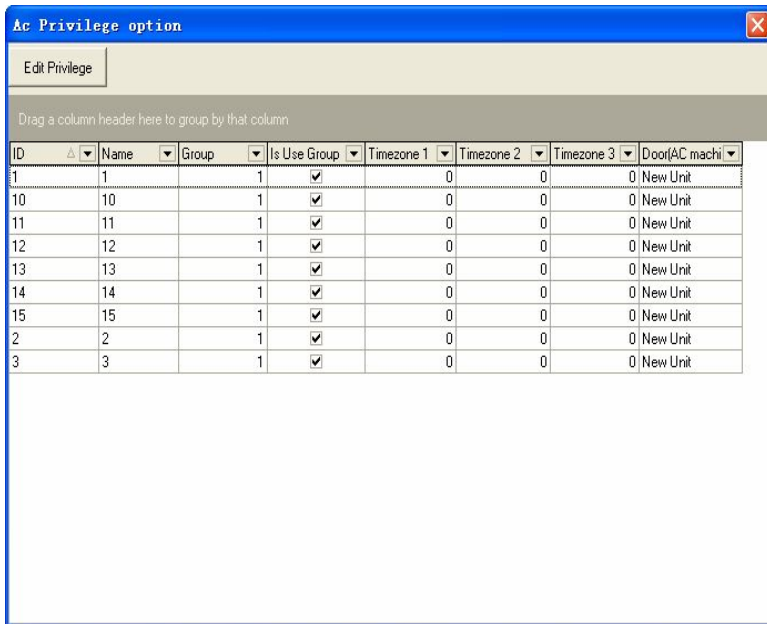 Ac Privilege option
Edit Privilege
Drag a column header here to group by that column
ID Name Group Is Use Group Timezone 1 Timezone 2 Timezone 3 Door(AC machi
1 1 1 0 0 0 New Unit
10 10 1 0 0 0 New Unit
11 11 1 0 0 0 New Unit
12 12 1 0 0 0 New Unit
13 13 1 0 0 0 New Unit
14 14 1 0 0 0 New Unit
15 15 1 0 0 0 New Unit
2 2 1 0 0 0 New Unit
3 3 1 0 0 0 New Unit